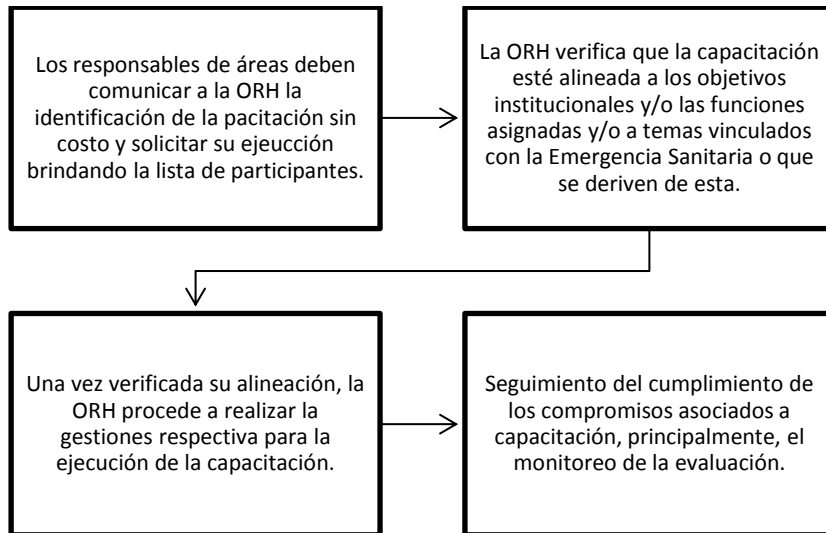 Los responsables de áreas deben
comunicar a la ORH la
identificación de la pacitación sin
costo y solicitar su ejeucción
brindando la lista de participantes.
La ORH verifica que la capacitación
esté alineada a los objetivos
institucionales y/o las funciones
asignadas y/o a temas vinculados
con la Emergencia Sanitaria o que
se deriven de esta.
Una vez verificada su alineación, la
ORH procede a realizar la
gestiones respectiva para la
ejecución de la capacitación.
Seguimiento del cumplimiento de
los compromisos asociados a
capacitación, principalmente, el
monitoreo de la evaluación.